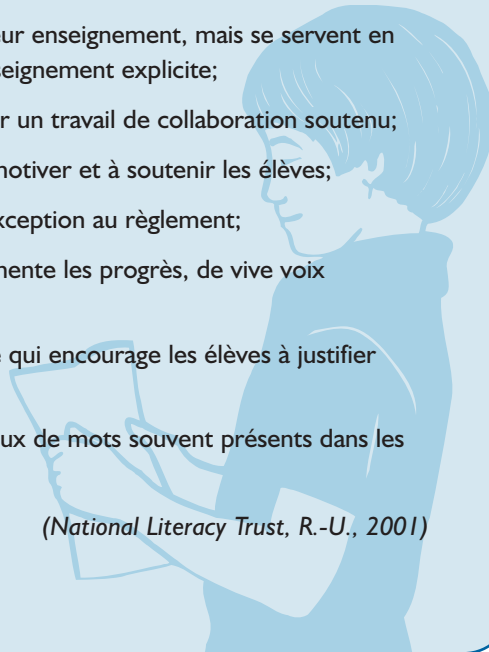 eur enseignement, mais se servent en
seignement explicite;
r un travail de collaboration soutenu;
notiver et à soutenir les élèves;
xception au règlement;
nente les progrès, de vive voix
qui encourage les élèves à justifier
ux de mots souvent présents dans les
(National Literacy Trust, R.-U., 2001)